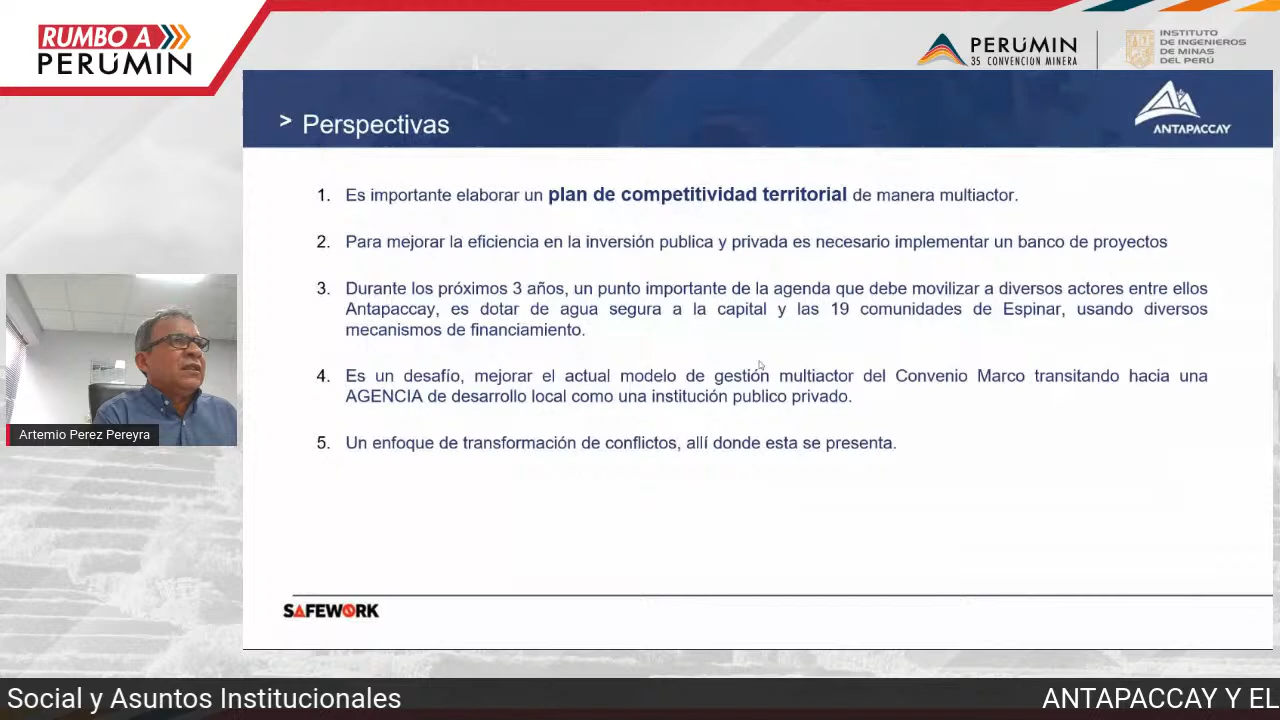 RUMBO A
PERÚMIN
PERÚMIN
35 CONVENCIÓN MINERA
INSTITUTO
DE INGENIEROS
DE MINAS
DEL PERÚ
> Perspectivas
ANTAPACCAY
1. Es importante elaborar un plan de competitividad territorial de manera multiactor.
2. Para mejorar la eficiencia en la inversión publica y privada es necesario implementar un banco de proyectos
3. Durante los próximos 3 años, un punto importante de la agenda que debe movilizar a diversos actores entre ellos
Antapaccay, es dotar de agua segura a la capital y las 19 comunidades de Espinar, usando diversos
mecanismos de financiamiento.
4. Es un desafío, mejorar el actual modelo de gestión multiactor del Convenio Marco transitando hacia una
AGENCIA de desarrollo local como una institución publico privado.
5. Un enfoque de transformación de conflictos, allí donde esta se presenta.
Artemio Perez Pereyra
SAFEWORK
Social y Asuntos Institucionales
ANTAPACCAY Y EL